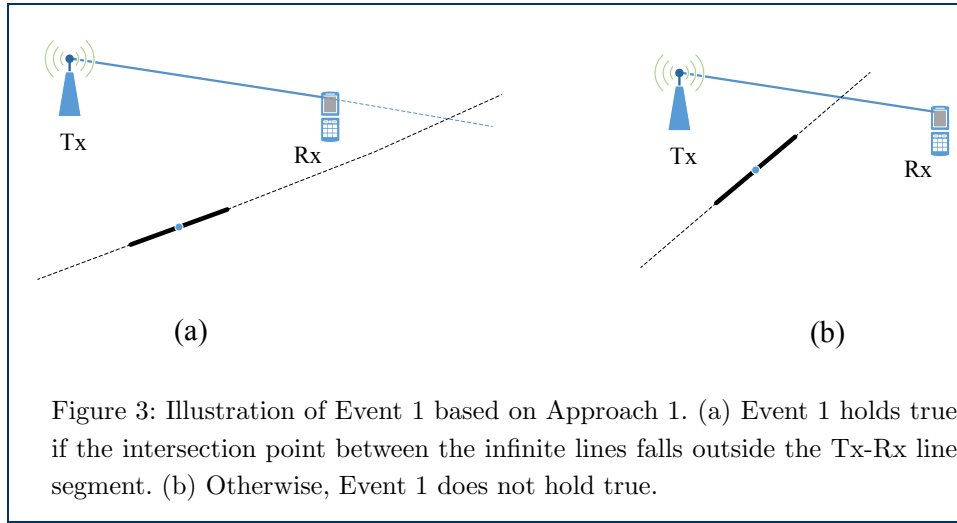 Tx
Rx
Tx
Rx
(a)
(b)
Figure 3: Illustration of Event 1 based on Approach 1. (a) Event 1 holds true
if the intersection point between the infinite lines falls outside the Tx-Rx line
segment. (b) Otherwise, Event 1 does not hold true.